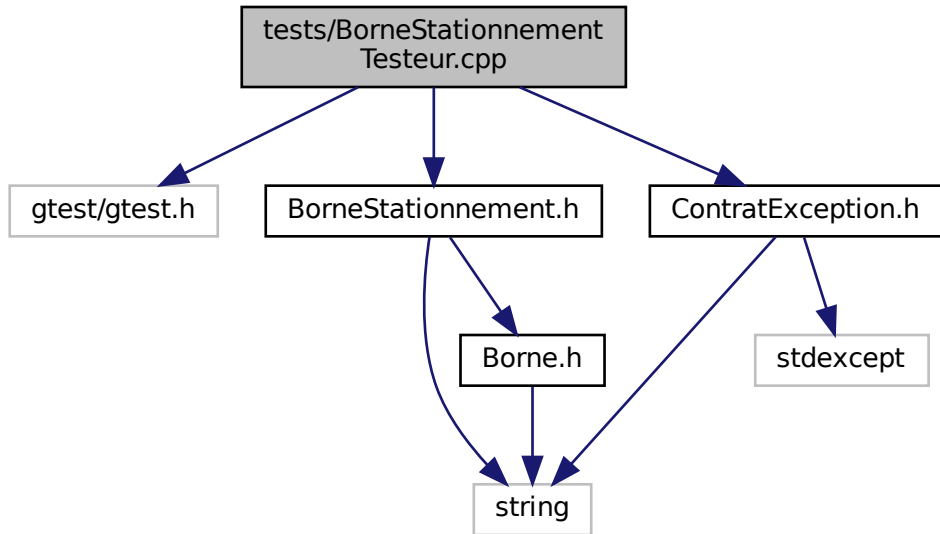 tests/BorneStationnement
Testeur.cpp
gtest/gtest.h
BorneStationnement.h
ContratException.h
Borne.h
stdexcept
string